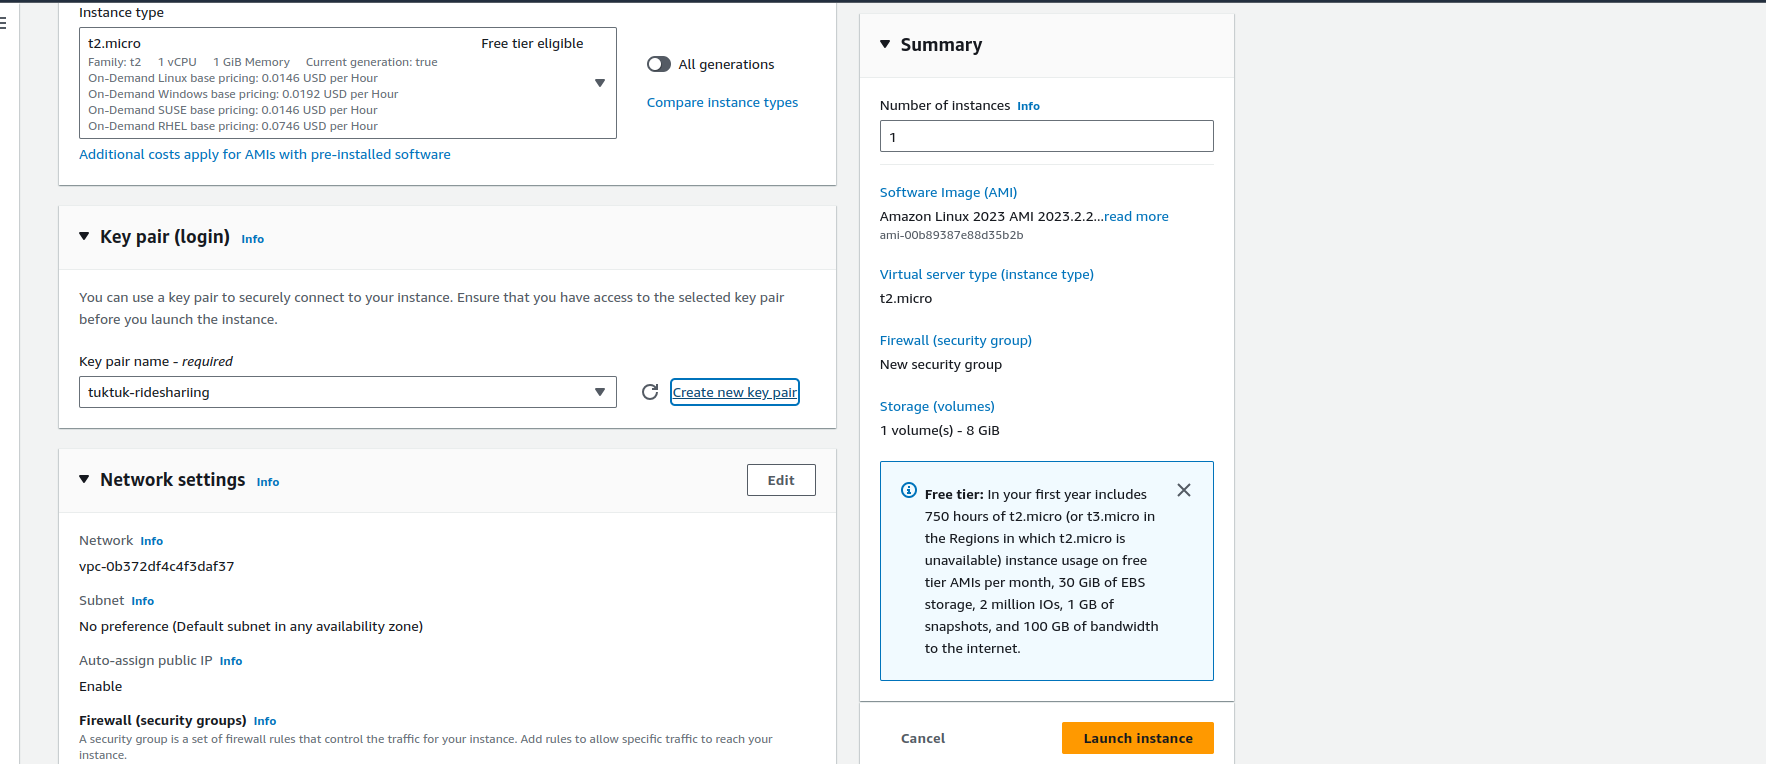 Instance type
t2.micro
Free tier eligible
Family: t2 1 vCPU 1 GiB Memory Current generation: true
On-Demand Linux base pricing: 0.0146 USD per Hour
On-Demand Windows base pricing: 0.0192 USD per Hour
On-Demand SUSE base pricing: 0.0146 USD per Hour
On-Demand RHEL base pricing: 0.0746 USD per Hour
All generations
Compare instance types
Additional costs apply for AMIs with pre-installed software
Key pair (login) Info
You can use a key pair to securely connect to your instance. Ensure that you have access to the selected key pair
before you launch the instance.
Key pair name - required
tuktuk-rideshariing
Create new key pair
Network settings Info
Edit
Network Info
vpc-0b372df4c4f3daf37
Subnet Info
No preference (Default subnet in any availability zone)
Auto-assign public IP Info
Enable
Firewall (security groups) Info
A security group is a set of firewall rules that control the traffic for your instance. Add rules to allow specific traffic to reach your
instance.
Summary
Number of instances Info
1
Software Image (AMI)
Amazon Linux 2023 AMI 2023.2.2...read more
ami-00b89387e88d35b2b
Virtual server type (instance type)
t2.micro
Firewall (security group)
New security group
Storage (volumes)
1 volume(s) - 8 GiB
Free tier: In your first year includes
750 hours of t2.micro (or t3.micro in
the Regions in which t2.micro is
unavailable) instance usage on free
tier AMIs per month, 30 GiB of EBS
storage, 2 million IOs, 1 GB of
snapshots, and 100 GB of bandwidth
to the internet.
Cancel
Launch instance